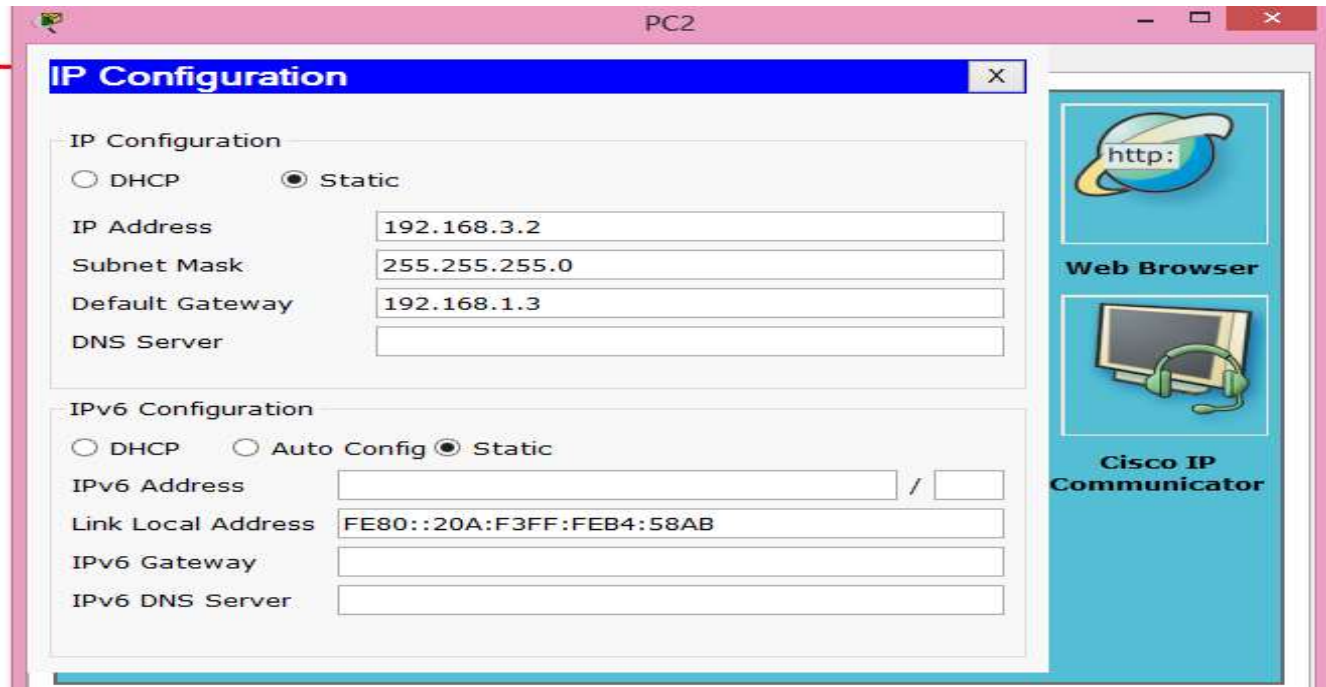 PC2
IP Configuration X
IP Configuration
DHCP Static
IP Address 192.168.3.2
Subnet Mask 255.255.255.0
Default Gateway 192.168.1.3
DNS Server
IPv6 Configuration
DHCP Auto Config Static
IPv6 Address /
Link Local Address FE80::20A:F3FF:FEB4:58AB
IPv6 Gateway
IPv6 DNS Server
http:
Web Browser
Cisco IP
Communicator